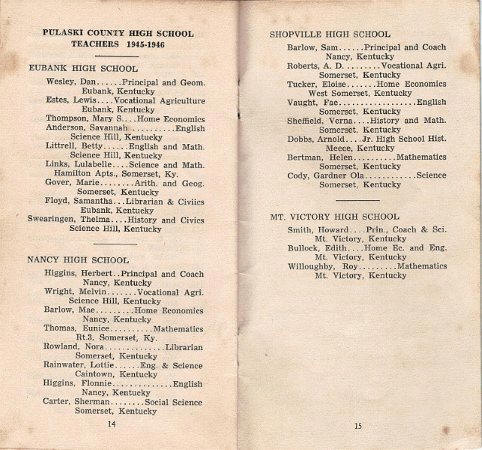 PULASKI COUNTY HIGH SCHOOL
TEACHERS 1945-1946
EUBANK HIGH SCHOOL
Wesley, Dan......Principal and Geom.
Eubank, Kentucky
Estes, Lewis....Vocational Agriculture
Eubank, Kentucky
Thompson, Mary S....Home Economics
Anderson, Savannah..........English
Science Hill, Kentucky
Littrell, Betty......English and Math.
Science Hill, Kentucky
Links, Lulabelle....Science and Math.
Hamilton Apts., Somerset, Ky.
Gover, Marie........Arith. and Geog.
Somerset, Kentucky
Floyd, Samantha...Librarian & Civiics
Eubank, Kentucky
Swearingen, Thelma....History and Civics
Science Hill, Kentucky
NANCY HIGH SCHOOL
Higgins, Herbert..Principal and Coach
Nancy, Kentucky
Wright, Melvin.......Vocational Agri.
Science Hill, Kentucky
Barlow, Mae..........Home Economics
Nancy, Kentucky
Thomas, Eunice..........Mathematics
Rt.3, Somerset, Ky.
Rowland, Nora..............Librarian
Somerset, Kentucky
Rainwater, Lottie......Eng. & Science
Caintown, Kentucky
Higgins, Flonnie..............English
Nancy, Kentucky
Carter, Sherman........Social Science
Somerset, Kentucky
14
SHOPVILLE HIGH SCHOOL
Barlow, Sam......Principal and Coach
Nancy, Kentucky
Roberts, A. D. ........Vocational Agri.
Somerset, Kentucky
Tucker, Eloise.......Home Economics
West Somerset, Kentucky
Vaught, Fae..................English
Somerset, Kentucky
Sheffield, Verna....History and Math.
Somerset, Kentucky
Dobbs, Arnold....Jr. High School Hist.
Meece, Kentucky
Bertman, Helen..........Mathematics
Somerset, Kentucky
Cody, Gardner Ola............Science
Somerset, Kentucky
MT. VICTORY HIGH SCHOOL
Smith, Howard....Prin., Coach & Sci.
Mt. Victory, Kentucky
Bullock, Edith....Home Ec. and Eng.
Mt. Victory, Kentucky
Willoughby, Roy.........Mathematics
Mt. Victory, Kentucky
15